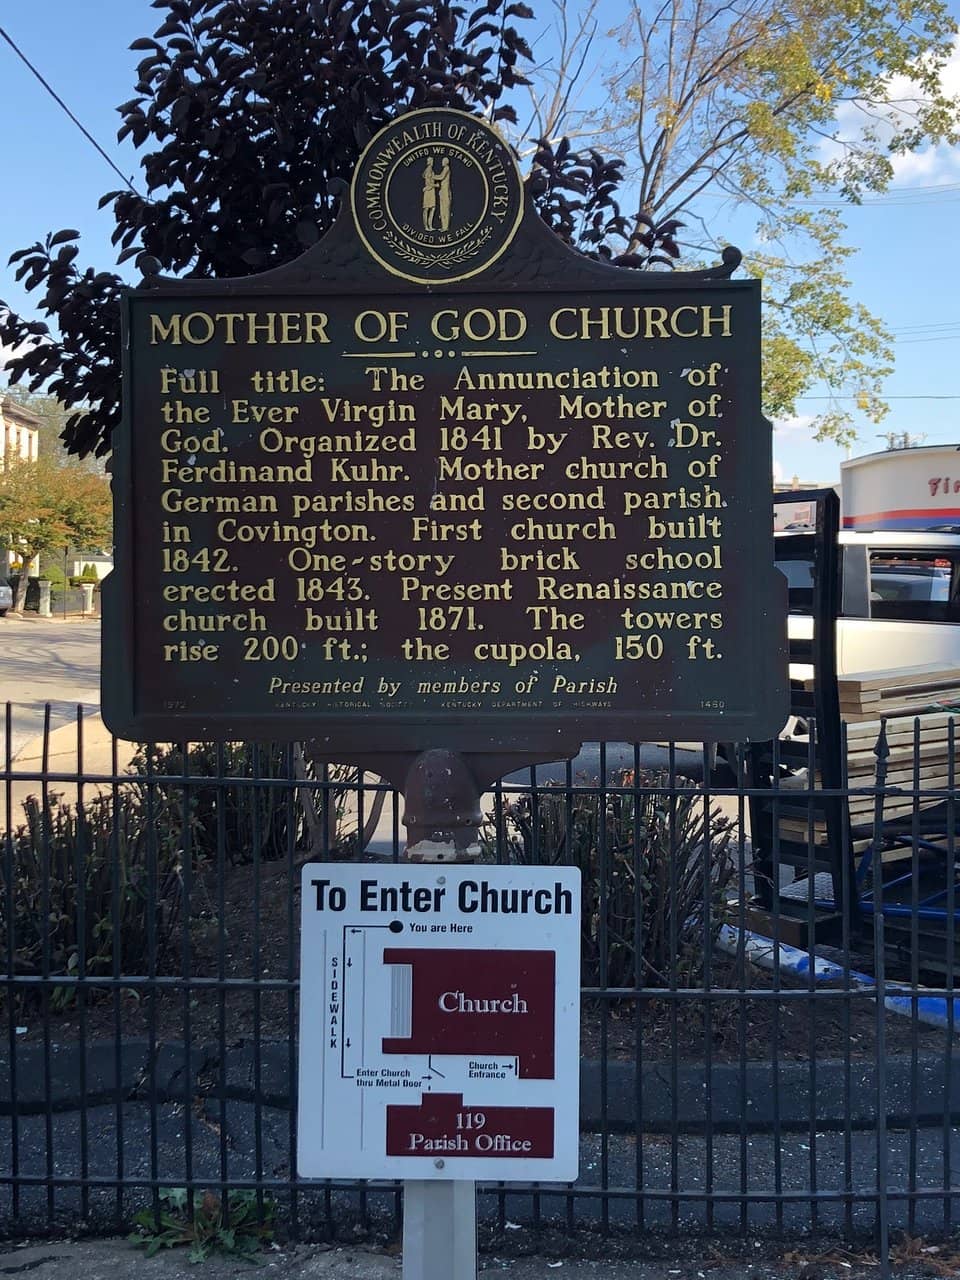 COMMONWEALTH OF KENTUCKY
UNITED WE STAND
DIVIDED WE FALL
MOTHER OF GOD CHURCH
Full title: The Annunciation of
the Ever Virgin Mary, Mother of
God. Organized 1841 by Rev. Dr.
Ferdinand Kuhr. Mother church of
German parishes and second parish
in Covington. First church built
1842. One-story brick school
erected 1843. Present Renaissance
church built 1871. The towers
rise 200 ft.; the cupola, 150 ft.
Presented by members of Parish
1972 KENTUCKY HISTORICAL SOCIETY KENTUCKY DEPARTMENT OF HIGHWAYS 1460
To Enter Church
You are Here
SIDEWALK
Church
Enter Church
thru Metal Door
Church
Entrance
119
Parish Office